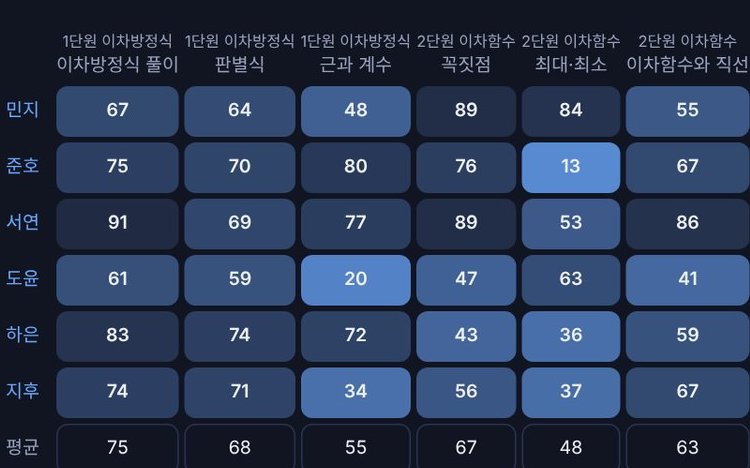 1단원 이차방정식 1단원 이차방정식 1단원 이차방정식 2단원 이차함수 2단원 이차함수 2단원 이차함수
이차방정식 풀이 판별식 근과 계수 꼭짓점 최대·최소 이차함수와 직선
민지 67 64 48 89 84 55
준호 75 70 80 76 13 67
서연 91 69 77 89 53 86
도윤 61 59 20 47 63 41
하은 83 74 72 43 36 59
지후 74 71 34 56 37 67
평균 75 68 55 67 48 63